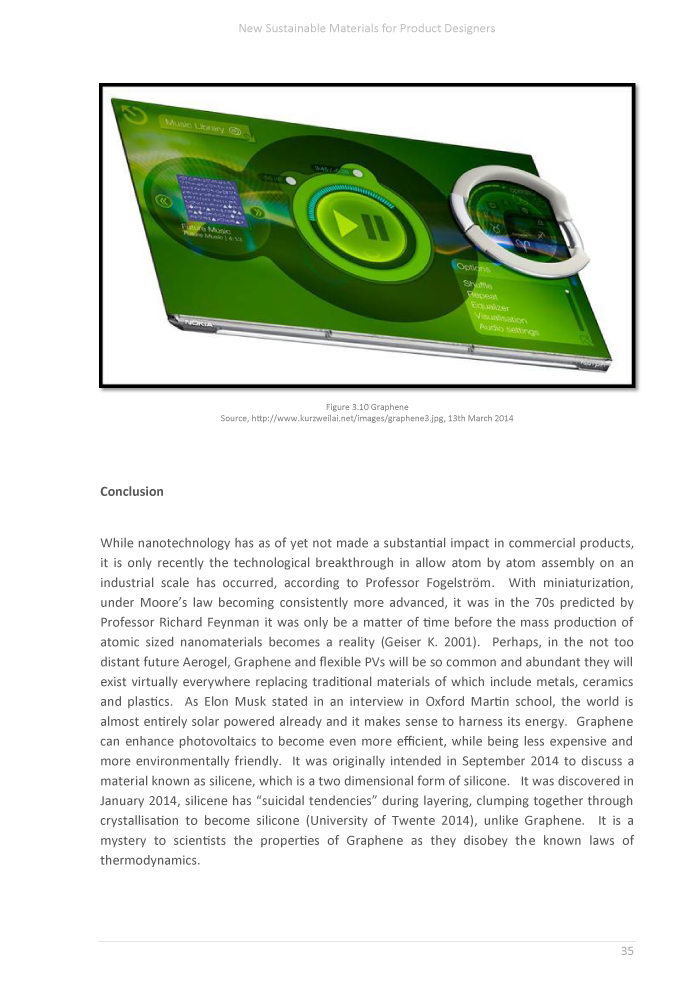 New Sustainable Materials for Product Designers
Music Library
Future Music
Future Music | 4:13
Options
Shuffle
Repeat
Equalizer
Visualisation
Audio settings
NOKIA
Figure 3.10 Graphene
Source, http://www.kurzweilai.net/images/graphene3.jpg, 13th March 2014
Conclusion
While nanotechnology has as of yet not made a substantial impact in commercial products,
it is only recently the technological breakthrough in allow atom by atom assembly on an
industrial scale has occurred, according to Professor Fogelström. With miniaturization,
under Moore's law becoming consistently more advanced, it was in the 70s predicted by
Professor Richard Feynman it was only be a matter of time before the mass production of
atomic sized nanomaterials becomes a reality (Geiser K. 2001). Perhaps, in the not too
distant future Aerogel, Graphene and flexible PVs will be so common and abundant they will
exist virtually everywhere replacing traditional materials of which include metals, ceramics
and plastics. As Elon Musk stated in an interview in Oxford Martin school, the world is
almost entirely solar powered already and it makes sense to harness its energy. Graphene
can enhance photovoltaics to become even more efficient, while being less expensive and
more environmentally friendly. It was originally intended in September 2014 to discuss a
material known as silicene, which is a two dimensional form of silicone. It was discovered in
January 2014, silicene has “suicidal tendencies” during layering, clumping together through
crystallisation to become silicone (University of Twente 2014), unlike Graphene. It is a
mystery to scientists the properties of Graphene as they disobey the known laws of
thermodynamics.
35